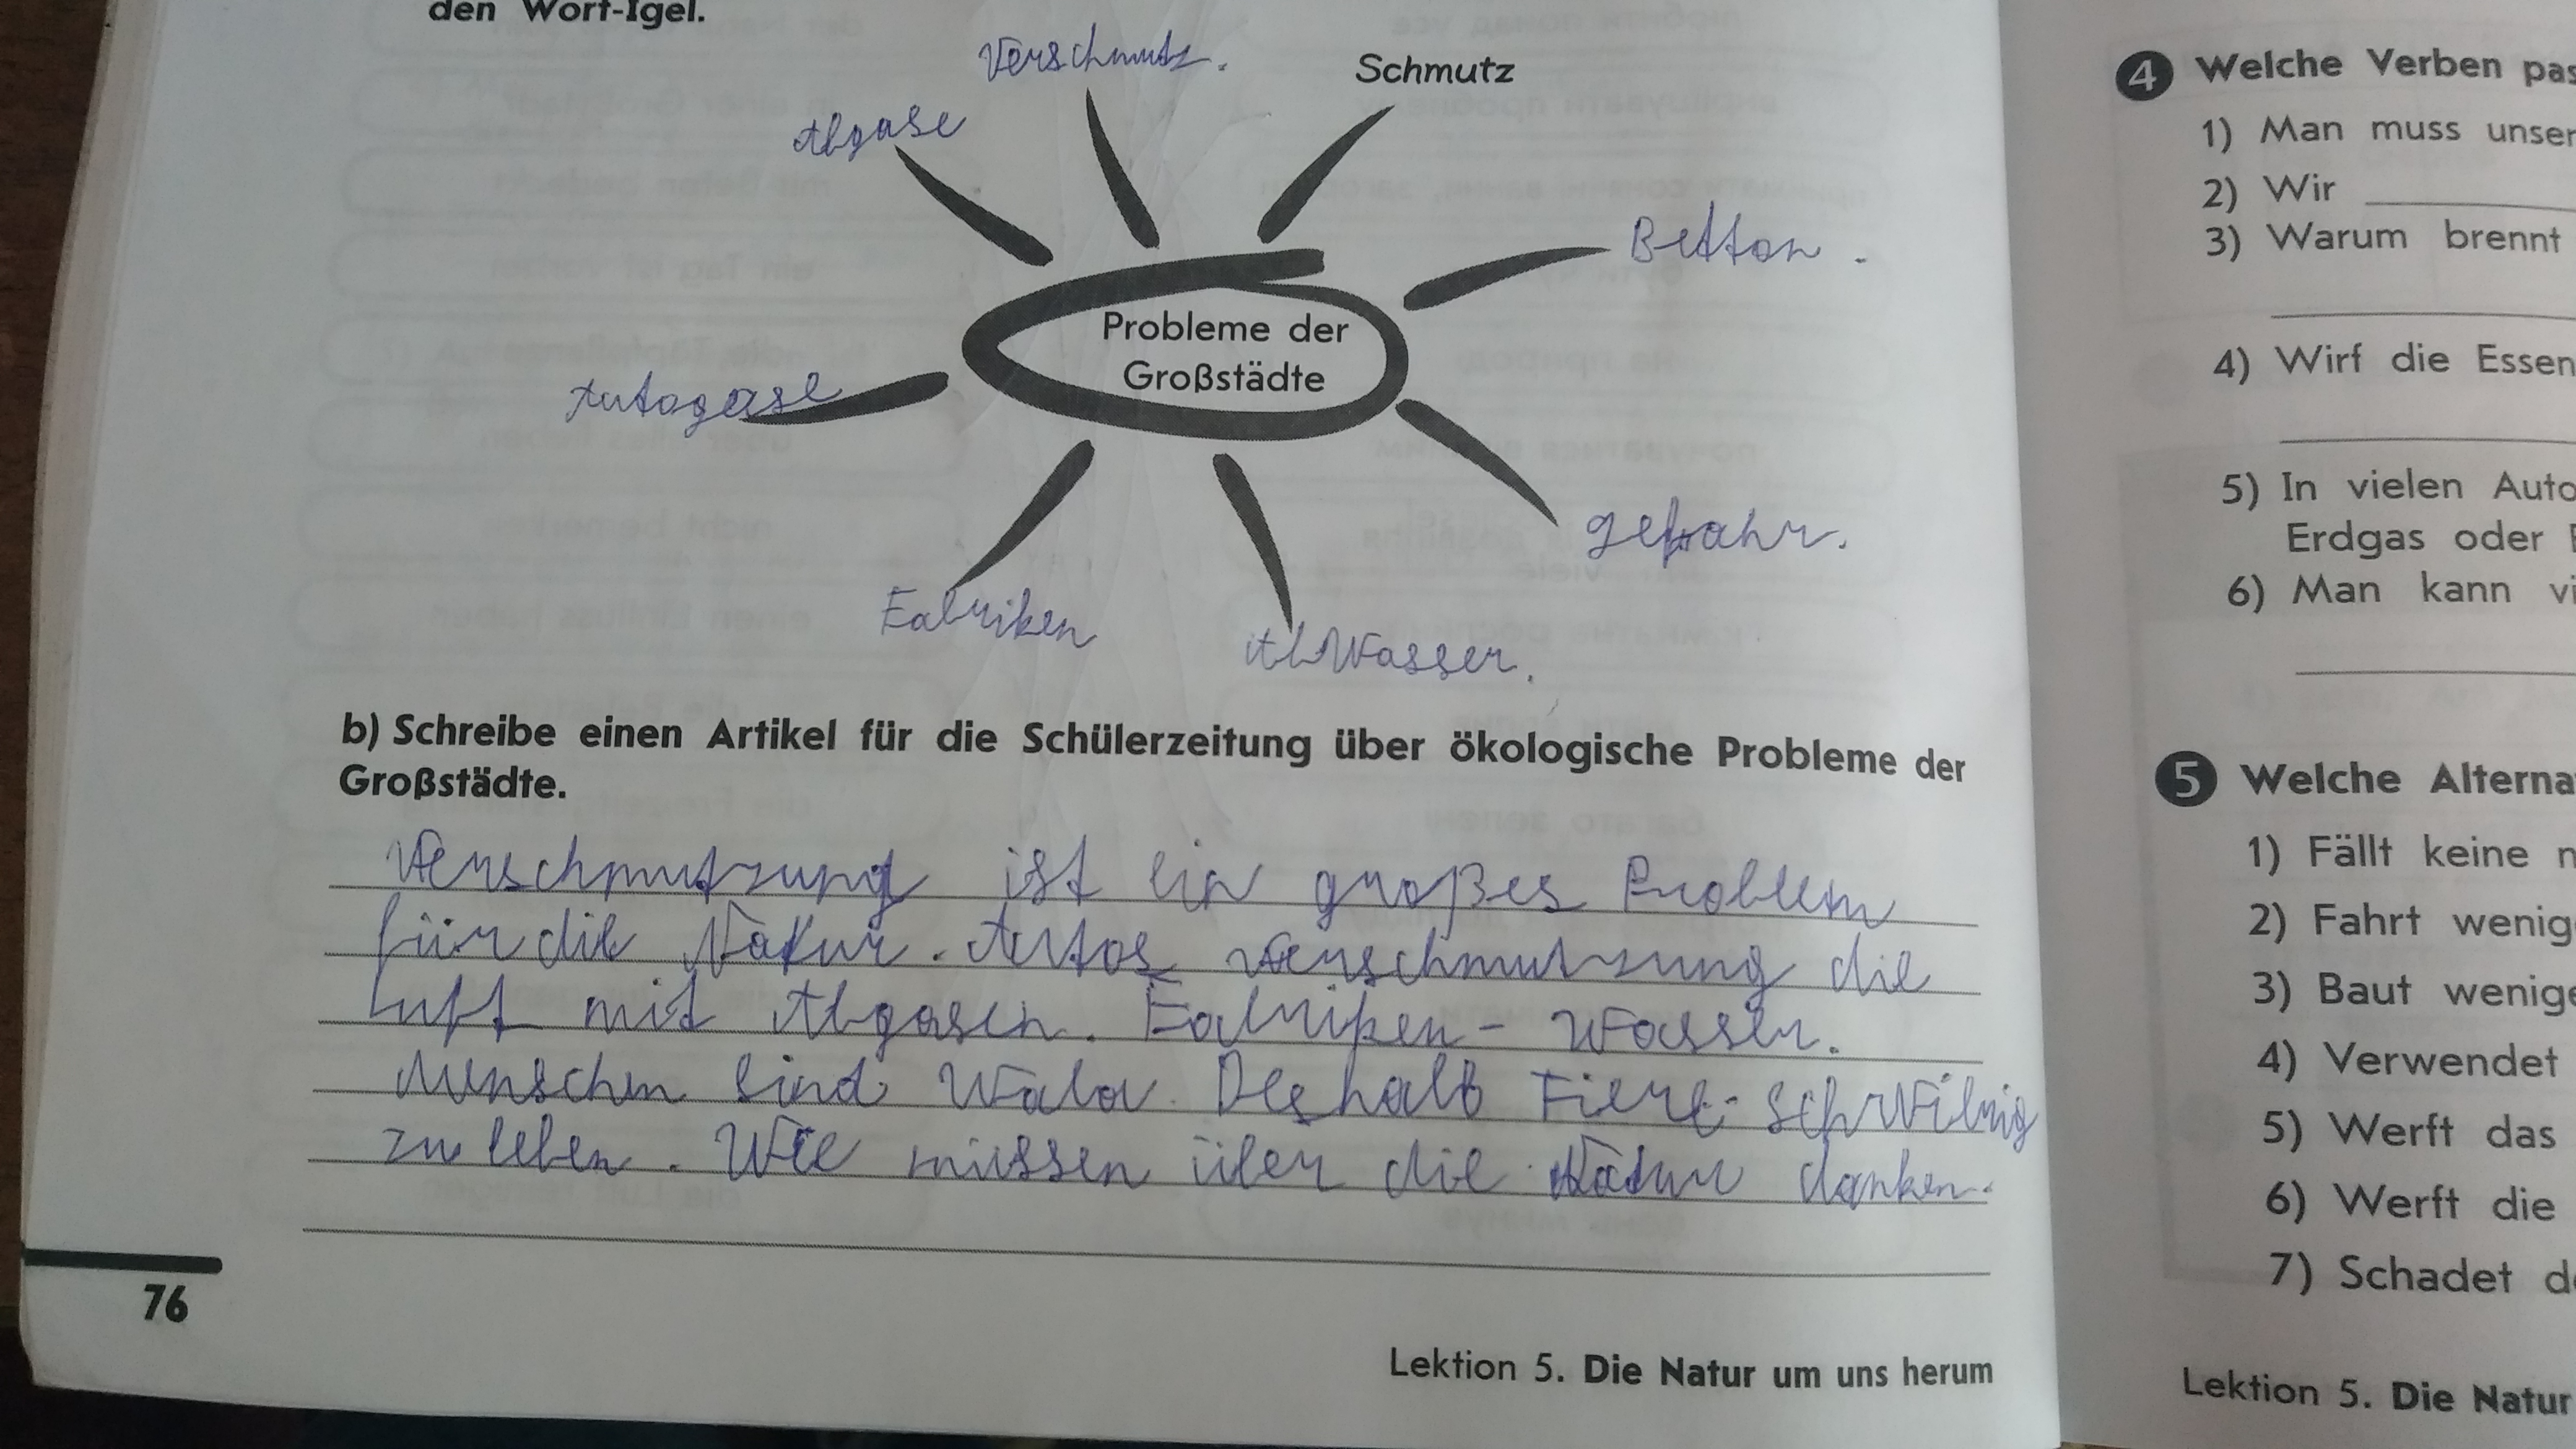 den Wort-Igel.
Verschmutz.
Schmutz
Abgase
Betton.
Probleme der
Großstädte
Autogase
gefahr.
Fabriken
AbWasser.
b) Schreibe einen Artikel für die Schülerzeitung über ökologische Probleme der
Großstädte.
Verschmutzung ist ein großes Problem
für die Natur. Autos verschmutzung die
Luft mit Abgasen. Fabriken - Wasser.
Menschen sind Deshalb Tiere
zu leben. Wie müssen über die Natur danken.
76
Lektion 5. Die Natur um uns herum
4 Welche Verben pas
1) Man muss unser
2) Wir
3) Warum brennt
4) Wirf die Essen
5) In vielen Auto
Erdgas oder
6) Man kann vi
5 Welche Alterna
1) Fällt keine
2) Fahrt wenig
3) Baut wenige
4) Verwendet
5) Werft das
6) Werft die
7) Schadet d
Lektion 5. Die Natur